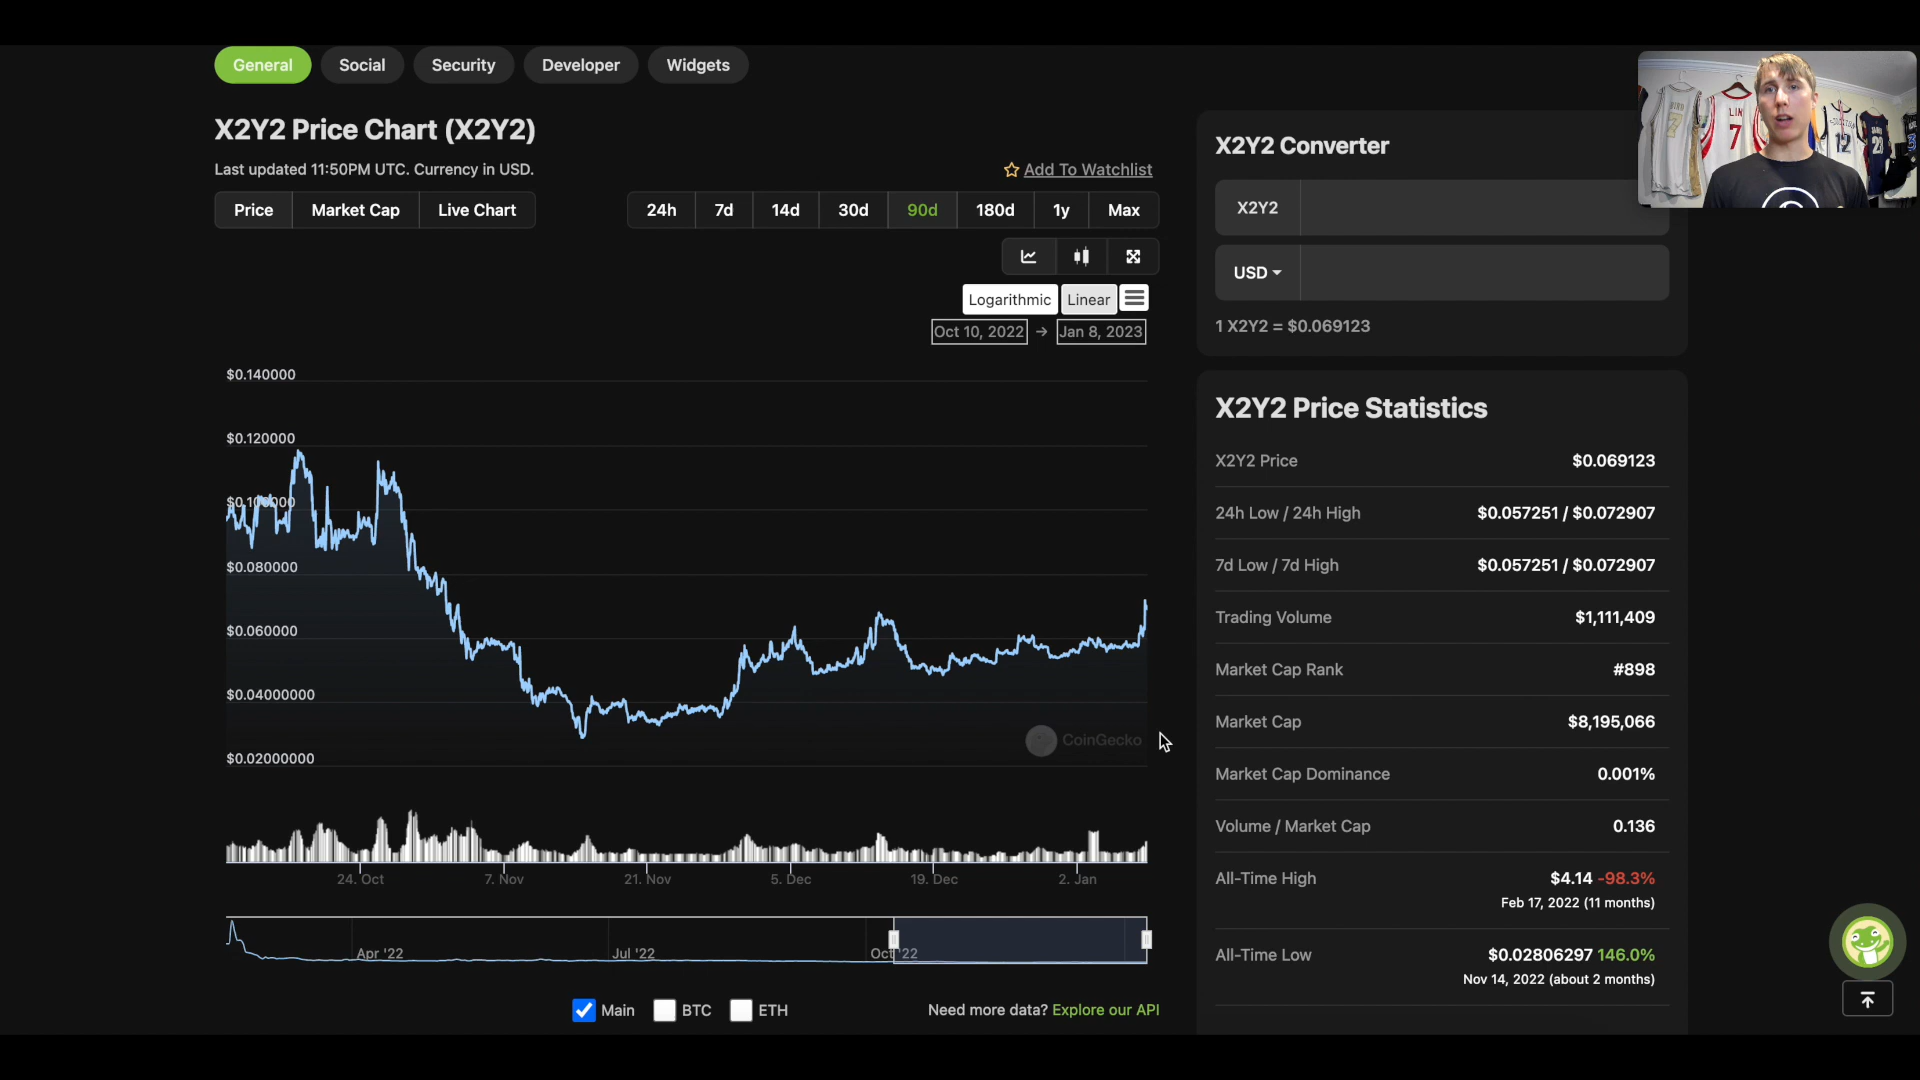 General
Social
Security
Developer
Widgets
X2Y2 Price Chart (X2Y2)
Last updated 11:50PM UTC. Currency in USD.
Add To Watchlist
Price
Market Cap
Live Chart
24h
7d
14d
30d
90d
180d
1y
Max
Logarithmic
Linear
Oct 10, 2022 → Jan 8, 2023
$0.140000
$0.120000
$0.100000
$0.080000
$0.060000
$0.04000000
$0.02000000
CoinGecko
24. Oct
7. Nov
21. Nov
5. Dec
19. Dec
2. Jan
Apr '22
Jul '22
Oct '22
Main
BTC
ETH
Need more data? Explore our API
X2Y2 Converter
X2Y2
USD
1 X2Y2 = $0.069123
X2Y2 Price Statistics
X2Y2 Price $0.069123
24h Low / 24h High $0.057251 / $0.072907
7d Low / 7d High $0.057251 / $0.072907
Trading Volume $1,111,409
Market Cap Rank #898
Market Cap $8,195,066
Market Cap Dominance 0.001%
Volume / Market Cap 0.136
All-Time High $4.14 -98.3%
Feb 17, 2022 (11 months)
All-Time Low $0.02806297 146.0%
Nov 14, 2022 (about 2 months)
LIN
7
7
12
23
3